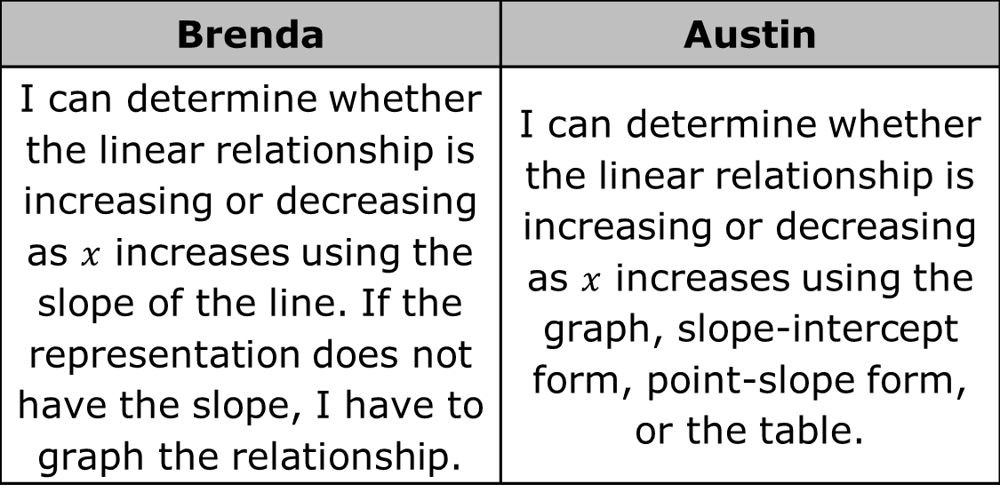 Brenda
Austin
I can determine whether
the linear relationship is
increasing or decreasing
as x increases using the
slope of the line. If the
representation does not
have the slope, I have to
graph the relationship.
I can determine whether
the linear relationship is
increasing or decreasing
as x increases using the
graph, slope-intercept
form, point-slope form,
or the table.